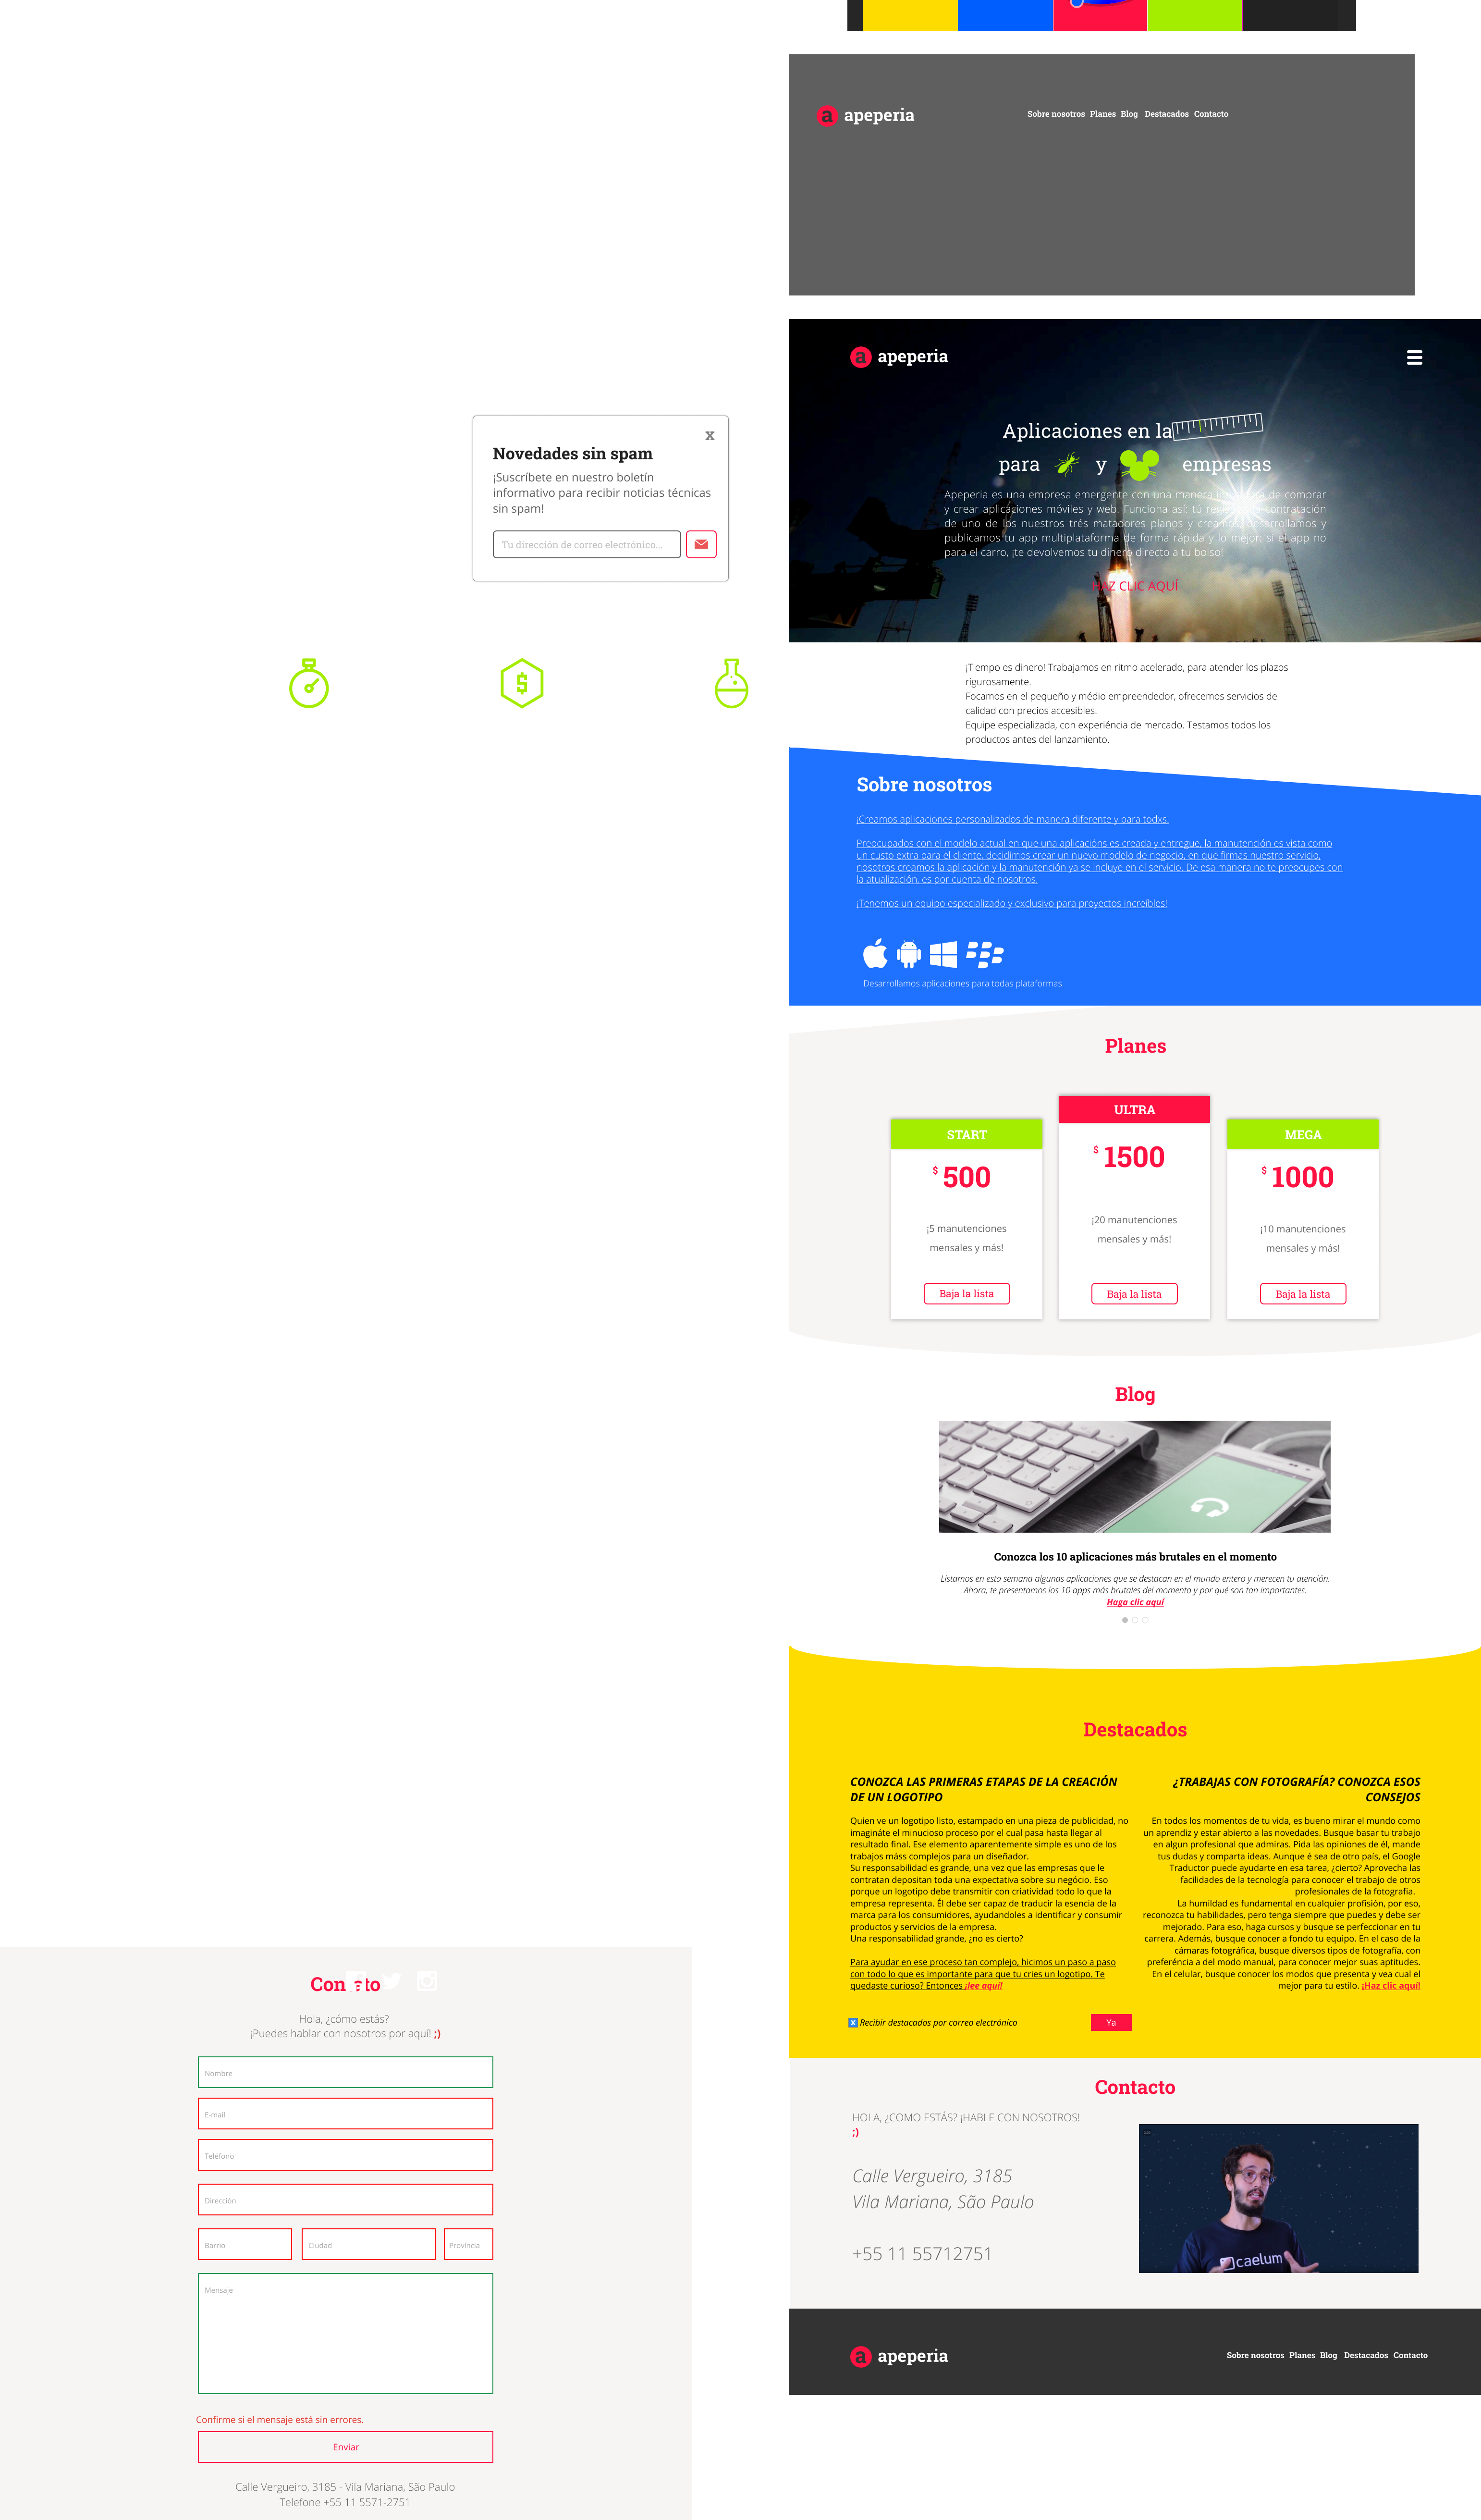 a apeperia
Sobre nosotros Planes Blog Destacados Contacto
a apeperia
Aplicaciones en la
para y empresas
Apeperia es una empresa emergente con una manera de comprar
y crear aplicaciones móviles y web. Funciona así: tú contratación
de uno de los nuestros trés matadores planos y creamos, desarrollamos y
publicamos tu app multiplataforma de forma rápida y lo mejor: si el app no
para el carro, ¡te devolvemos tu dinero directo a tu bolso!
HAZ CLIC AQUÍ
x
Novedades sin spam
¡Suscríbete en nuestro boletín
informativo para recibir noticias técnicas
sin spam!
Tu dirección de correo electrónico...
¡Tiempo es dinero! Trabajamos en ritmo acelerado, para atender los plazos
rigurosamente.
Focamos en el pequeño y médio empreendedor, ofrecemos servicios de
calidad con precios accesibles.
Equipe especializada, con experiéncia de mercado. Testamos todos los
productos antes del lanzamiento.
Sobre nosotros
¡Creamos aplicaciones personalizados de manera diferente y para todxs!
Preocupados con el modelo actual en que una aplicacións es creada y entregue, la manutención es vista como
un custo extra para el cliente, decidimos crear un nuevo modelo de negocio, en que firmas nuestro servicio,
nosotros creamos la aplicación y la manutención ya se incluye en el servicio. De esa manera no te preocupes con
la atualización, es por cuenta de nosotros.
¡Tenemos un equipo especializado y exclusivo para proyectos increíbles!
Desarrollamos aplicaciones para todas plataformas
Planes
START
$ 500
¡5 manutenciones
mensales y más!
Baja la lista
ULTRA
$ 1500
¡20 manutenciones
mensales y más!
Baja la lista
MEGA
$ 1000
¡10 manutenciones
mensales y más!
Baja la lista
Blog
Conozca los 10 aplicaciones más brutales en el momento
Listamos en esta semana algunas aplicaciones que se destacan en el mundo entero y merecen tu atención.
Ahora, te presentamos los 10 apps más brutales del momento y por qué son tan importantes.
Haga clic aquí
Destacados
CONOZCA LAS PRIMERAS ETAPAS DE LA CREACIÓN
DE UN LOGOTIPO
Quien ve un logotipo listo, estampado en una pieza de publicidad, no
imagináte el minucioso proceso por el cual pasa hasta llegar al
resultado final. Ese elemento aparentemente simple es uno de los
trabajos máss complejos para un diseñador.
Su responsabilidad es grande, una vez que las empresas que le
contratan depositan toda una expectativa sobre su negócio. Eso
porque un logotipo debe transmitir con criatividad todo lo que la
empresa representa. Él debe ser capaz de traducir la esencia de la
marca para los consumidores, ayudandoles a identificar y consumir
productos y servicios de la empresa.
Una responsabilidad grande, ¿no es cierto?
Para ayudar en ese proceso tan complejo, hicimos un paso a paso
con todo lo que es importante para que tu cries un logotipo. Te
quedaste curioso? Entonces ¡lee aquí!
¿TRABAJAS CON FOTOGRAFÍA? CONOZCA ESOS
CONSEJOS
En todos los momentos de tu vida, es bueno mirar el mundo como
un aprendiz y estar abierto a las novedades. Busque basar tu trabajo
en algun profesional que admiras. Pida las opiniones de él, mande
tus dudas y comparta ideas. Aunque é sea de otro país, el Google
Traductor puede ayudarte en esa tarea, ¿cierto? Aprovecha las
facilidades de la tecnología para conocer el trabajo de otros
profesionales de la fotografia.
La humildad es fundamental en cualquier profisión, por eso,
reconozca tu habilidades, pero tenga siempre que puedes y debe ser
mejorado. Para eso, haga cursos y busque se perfeccionar en tu
carrera. Además, busque conocer a fondo tu equipo. En el caso de la
cámaras fotográfica, busque diversos tipos de fotografía, con
preferéncia a del modo manual, para conocer mejor suas aptitudes.
En el celular, busque conocer los modos que presenta y vea cual el
mejor para tu estilo. ¡Haz clic aquí!
x Recibir destacados por correo electrónico
Ya
Contacto
HOLA, ¿COMO ESTÁS? ¡HABLE CON NOSOTROS!
;)
Calle Vergueiro, 3185
Vila Mariana, São Paulo
+55 11 55712751
caelum
a apeperia
Sobre nosotros Planes Blog Destacados Contacto
Hola, ¿cómo estás?
¡Puedes hablar con nosotros por aquí! ;)
Nombre
E-mail
Teléfono
Dirección
Barrio Ciudad Província
Mensaje
Confirme si el mensaje está sin errores.
Enviar
Calle Vergueiro, 3185 - Vila Mariana, São Paulo
Telefone +55 11 5571-2751